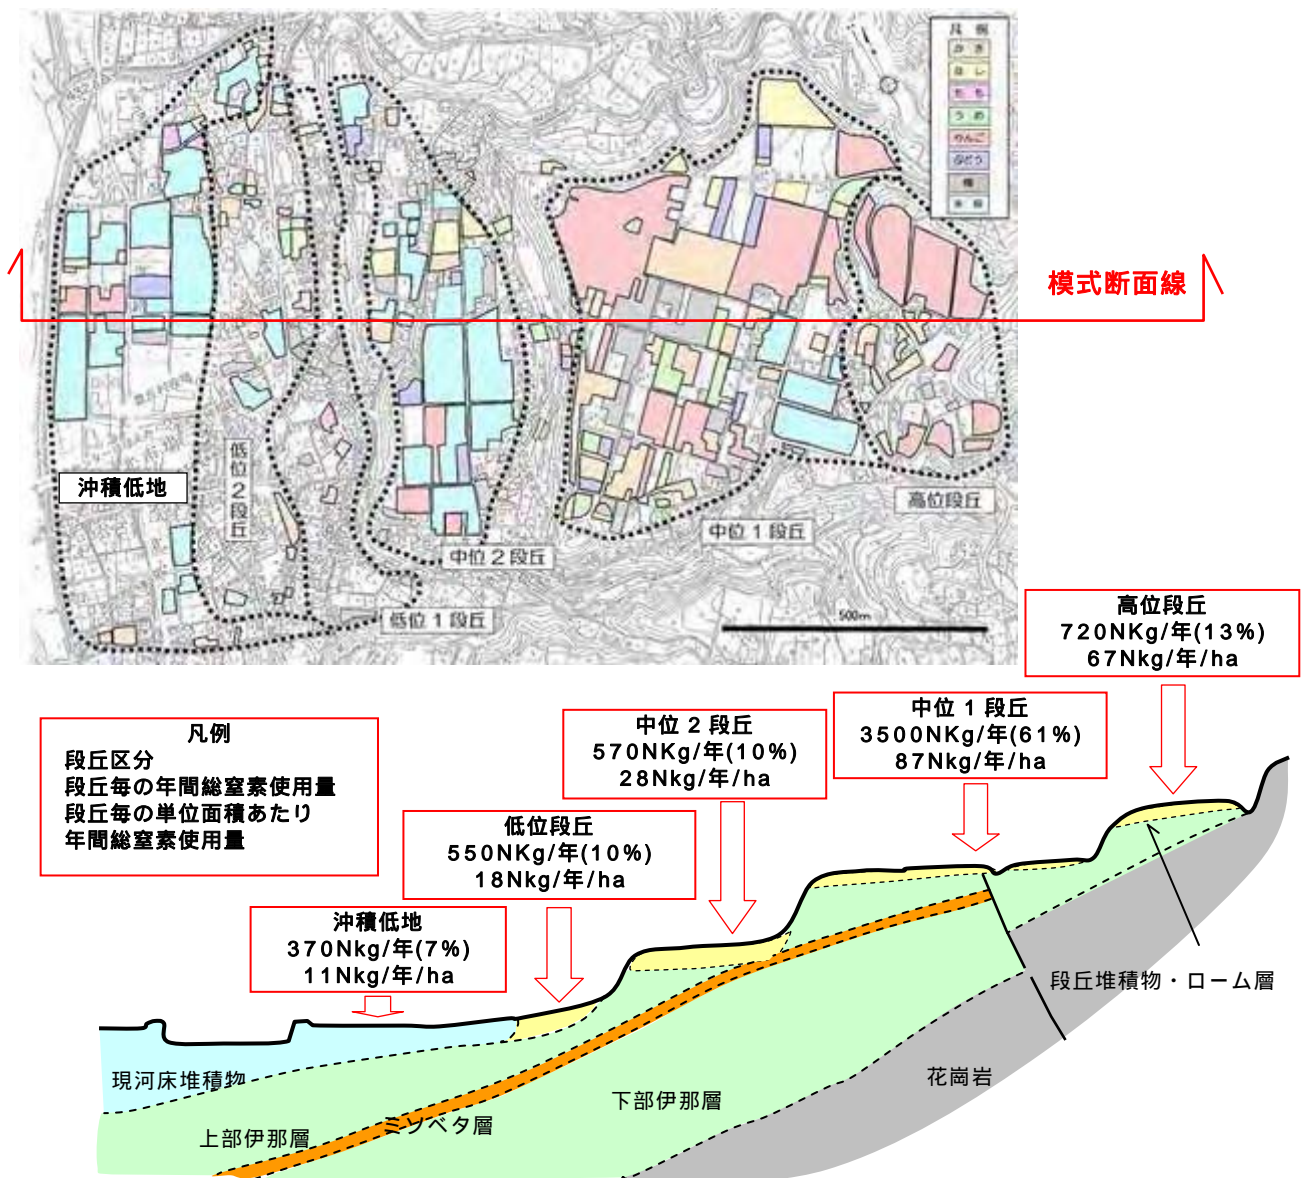 凡 例
かき
なし
もも
うめ
りんご
ぶどう
畑
水田
模式断面線
沖積低地
低位2段丘
高位段丘
中位1段丘
中位2段丘
低位1段丘
500m
高位段丘
720NKg/年(13%)
67Nkg/年/ha
中位 1 段丘
3500NKg/年(61%)
87Nkg/年/ha
中位 2 段丘
570NKg/年(10%)
28Nkg/年/ha
凡例
段丘区分
段丘毎の年間総窒素使用量
段丘毎の単位面積あたり
年間総窒素使用量
低位段丘
550NKg/年(10%)
18Nkg/年/ha
沖積低地
370Nkg/年(7%)
11Nkg/年/ha
段丘堆積物・ローム層
現河床堆積物
花崗岩
下部伊那層
ミソベタ層
上部伊那層